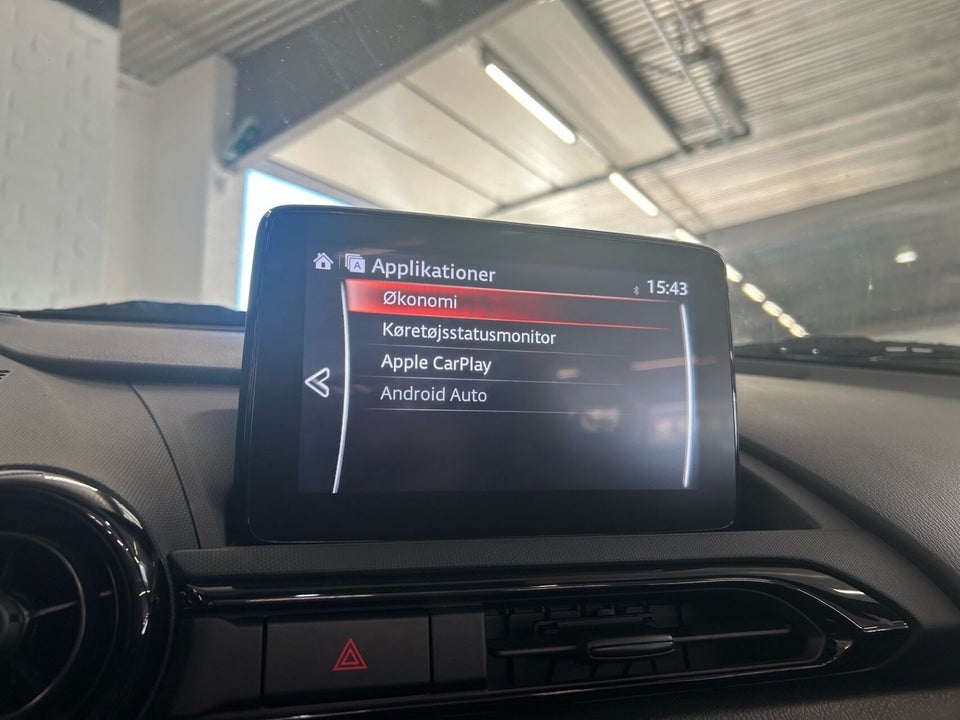 Applikationer
15:43
Økonomi
Køretøjsstatusmonitor
Apple CarPlay
Android Auto